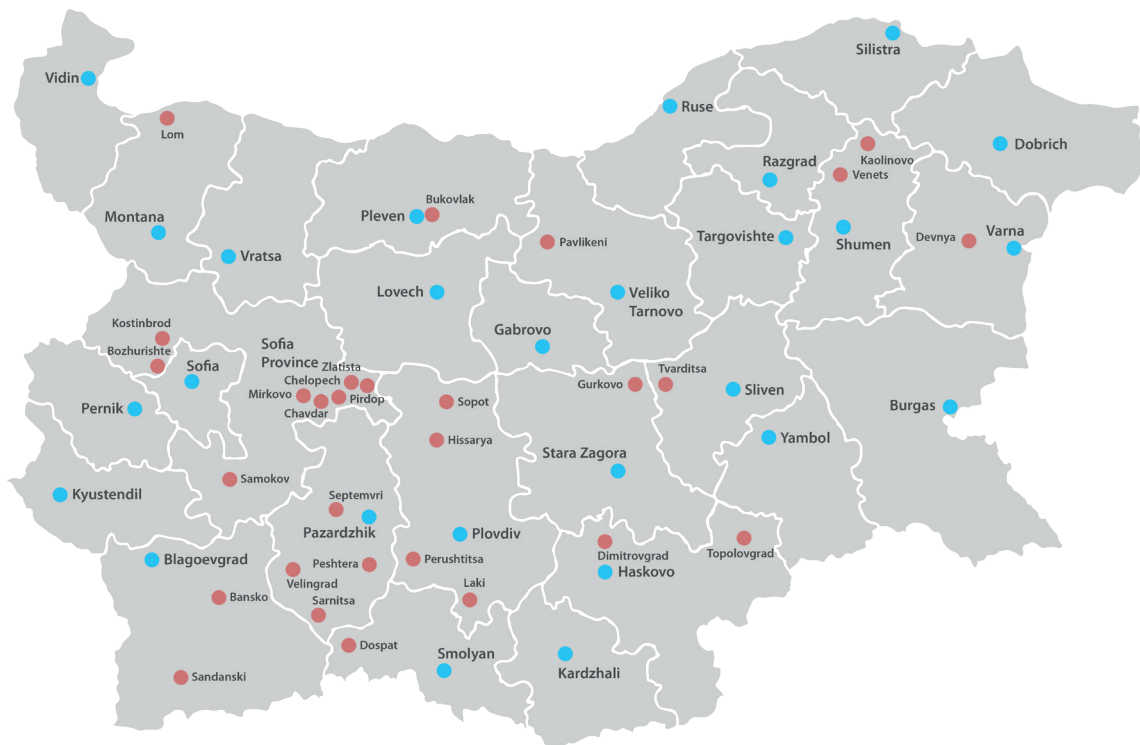 Silistra
Vidin
Ruse
Lom
Dobrich
Kaolinovo
Razgrad
Venets
Bukovlak
Pleven
Montana
Pavlikeni
Targovishte
Shumen
Devnya
Varna
Vratsa
Lovech
Veliko
Tarnovo
Kostinbrod
Gabrovo
Bozhurishte
Sofia
Sofia
Province
Zlatista
Chelopech
Mirkovo
Pirdop
Chavdar
Tvarditsa
Gurkovo
Sliven
Pernik
Sopot
Burgas
Hissarya
Yambol
Stara Zagora
Samokov
Kyustendil
Septemvri
Pazardzhik
Plovdiv
Blagoevgrad
Peshtera
Perushtitsa
Dimitrovgrad
Topolovgrad
Haskovo
Velingrad
Laki
Bansko
Sarnitsa
Dospat
Smolyan
Kardzhali
Sandanski